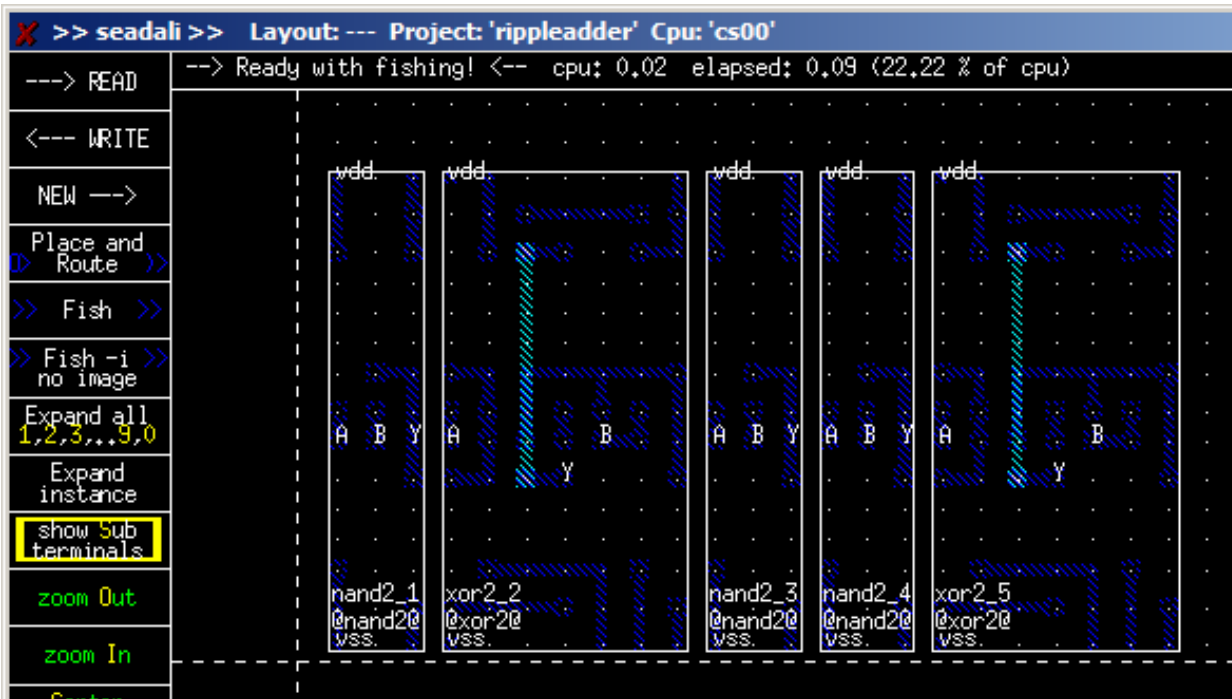 >> seadali >> Layout: --- Project: 'rippleadder' Cpu: 'cs00'
--> Ready with fishing! <-- cpu: 0.02 elapsed: 0.09 (22.22 % of cpu)
---> READ
<--- WRITE
NEW --->
Place and
Route
Fish
Fish -i
no image
Expand all
1,2,3,..9,0
Expand
instance
show Sub
terminals
zoom Out
zoom In
vdd vdd vdd vdd vdd
A B Y A B A B Y A B Y A B
Y Y
nand2_1 xor2_2 nand2_3 nand2_4 xor2_5
@nand2@ @xor2@ @nand2@ @nand2@ @xor2@
vss vss vss vss vss